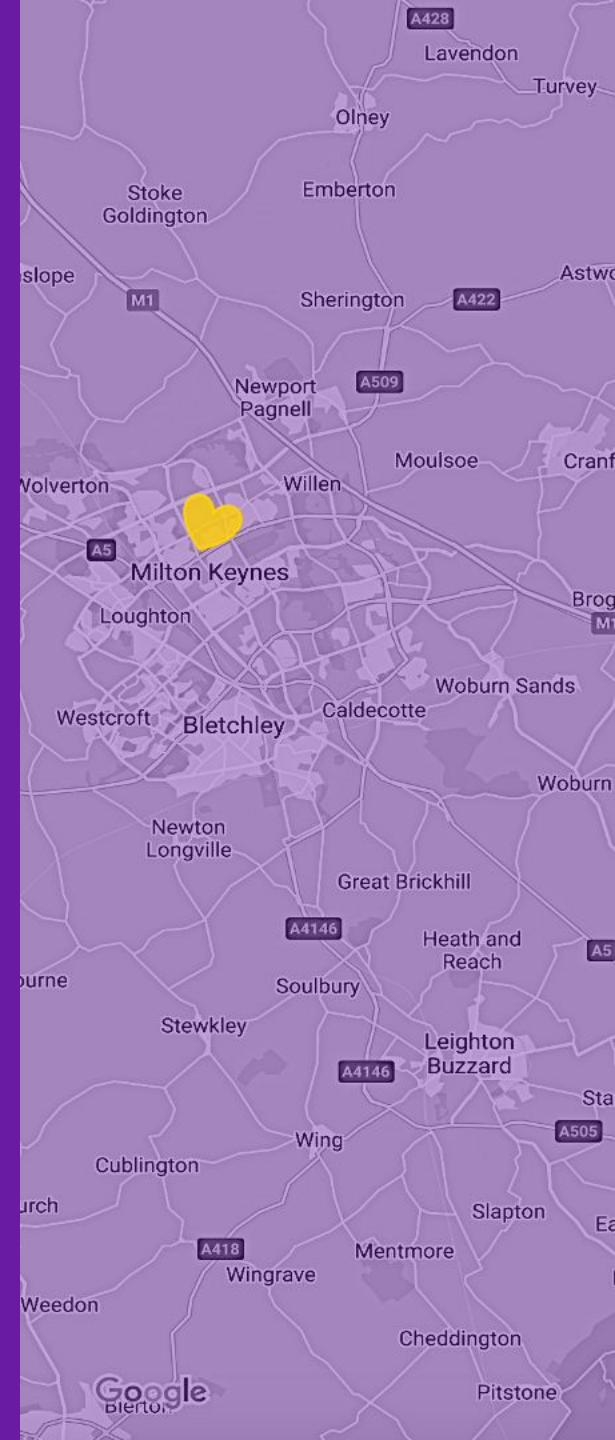 A428
Lavendon
Turvey
Olney
Emberton
Stoke
Goldington
slope
Astwo
M1
Sherington
A422
A509
Newport
Pagnell
Moulsoe
Cranf
Wolverton
Willen
A5
Milton Keynes
Brog
Loughton
M1
Woburn Sands
Westcroft
Caldecotte
Bletchley
Woburn
Newton
Longville
Great Brickhill
A4146
Heath and
Reach
A5
ourne
Soulbury
Stewkley
Leighton
Buzzard
A4146
Sta
A505
Wing
Cublington
urch
Slapton
Ea
A418
Mentmore
Wingrave
Weedon
Cheddington
Google
Pitstone
Bierton